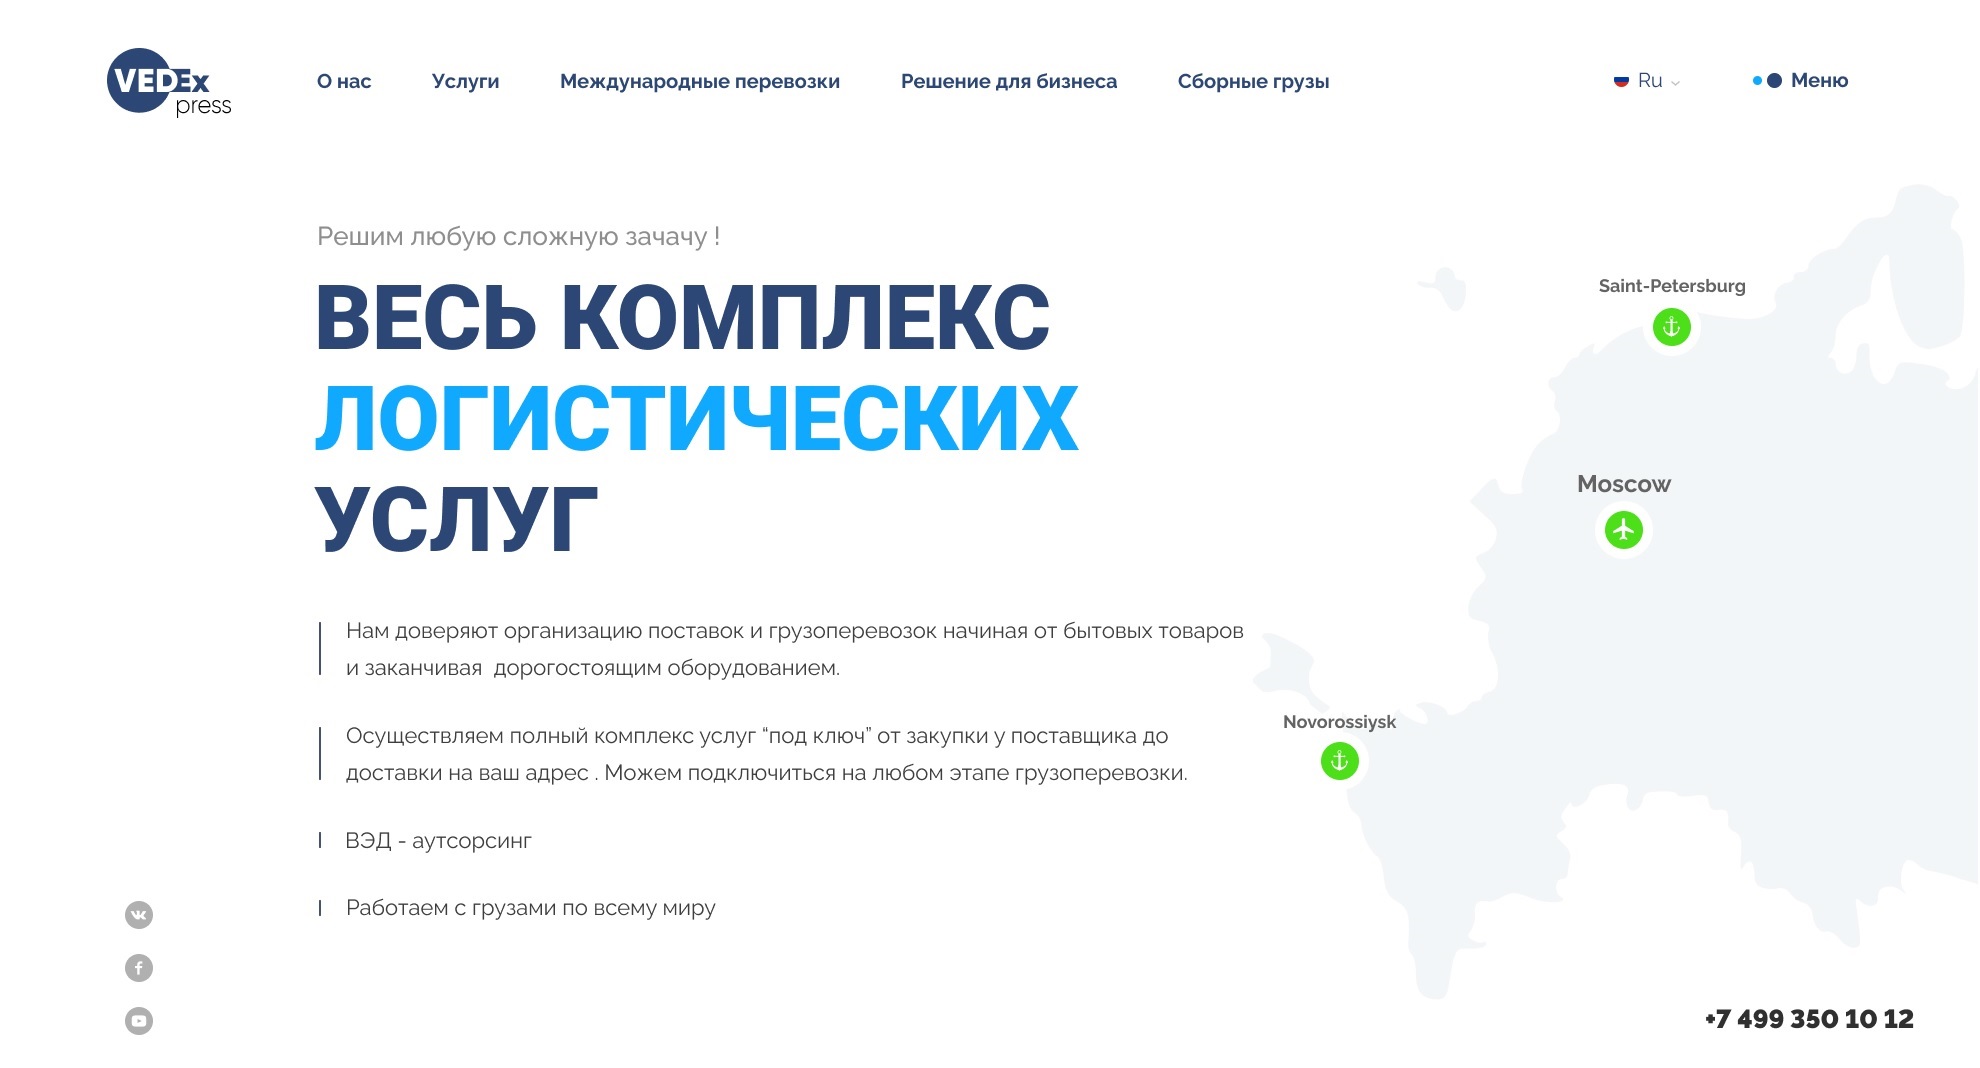 VEDEx
press
О нас
Услуги
Международные перевозки
Решение для бизнеса
Сборные грузы
Ru
Меню
Решим любую сложную зачачу !
ВЕСЬ КОМПЛЕКС
ЛОГИСТИЧЕСКИХ
УСЛУГ
Нам доверяют организацию поставок и грузоперевозок начиная от бытовых товаров
и заканчивая дорогостоящим оборудованием.
Осуществляем полный комплекс услуг “под ключ” от закупки у поставщика до
доставки на ваш адрес . Можем подключиться на любом этапе грузоперевозки.
ВЭД - аутсорсинг
Работаем с грузами по всему миру
Saint-Petersburg
Moscow
Novorossiysk
+7 499 350 10 12